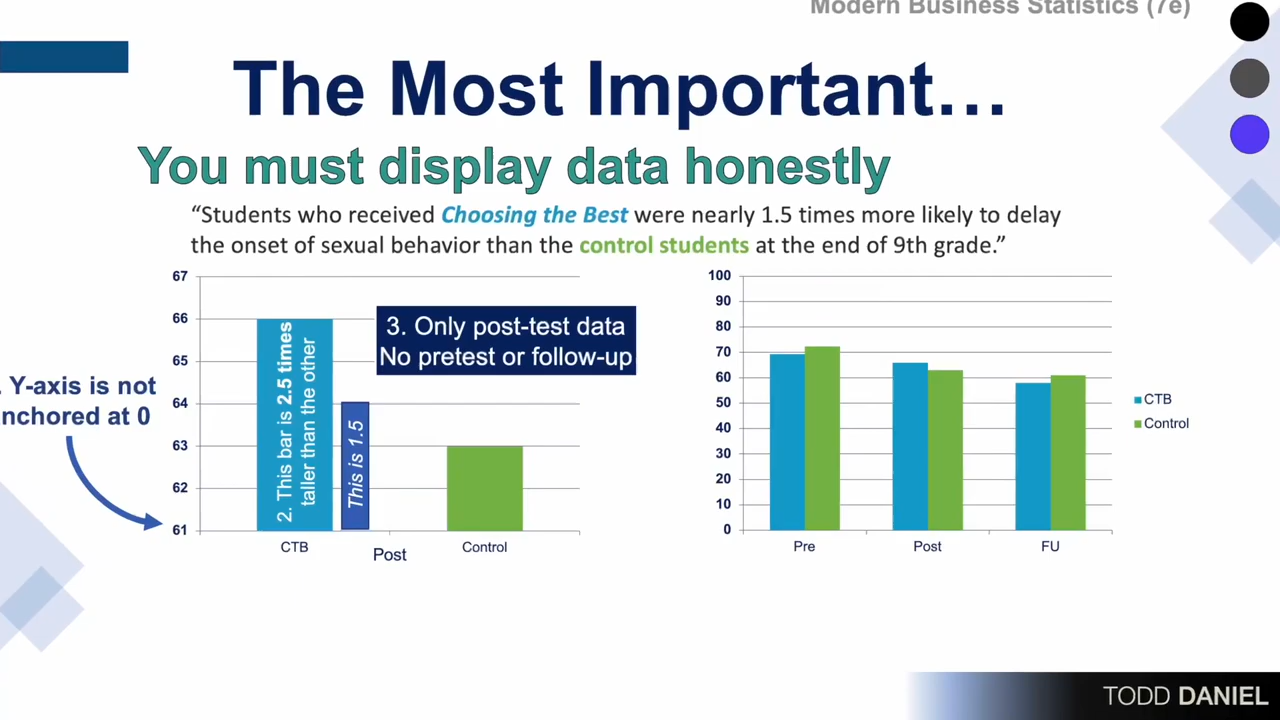 Modern Business Statistics (7e)
The Most Important…
You must display data honestly
“Students who received Choosing the Best were nearly 1.5 times more likely to delay
the onset of sexual behavior than the control students at the end of 9th grade.”
67
66
65
64
63
62
61
2. This bar is 2.5 times
taller than the other
This is 1.5
3. Only post-test data
No pretest or follow-up
. Y-axis is not
nchored at 0
CTB
Control
Post
100
90
80
70
60
50
40
30
20
10
0
Pre
Post
FU
CTB
Control
TODD DANIEL